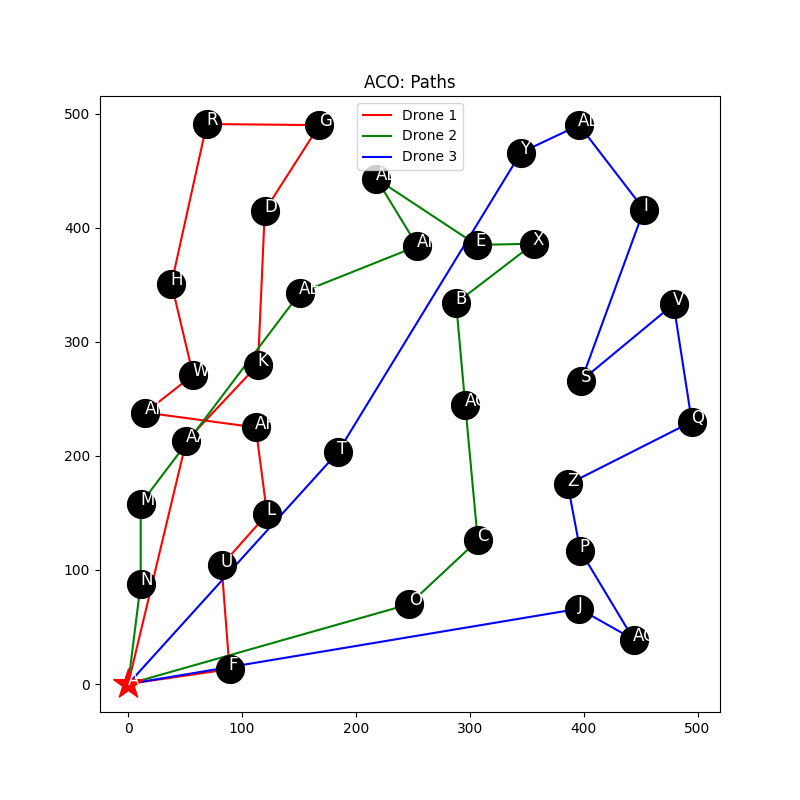 ACO: Paths
Drone 1
Drone 2
Drone 3
500
400
300
200
100
0
R
G
Y
D
I
E
X
H
B
V
K
W
S
Q
T
Z
M
L
C
P
U
N
O
J
F
0
100
200
300
400
500